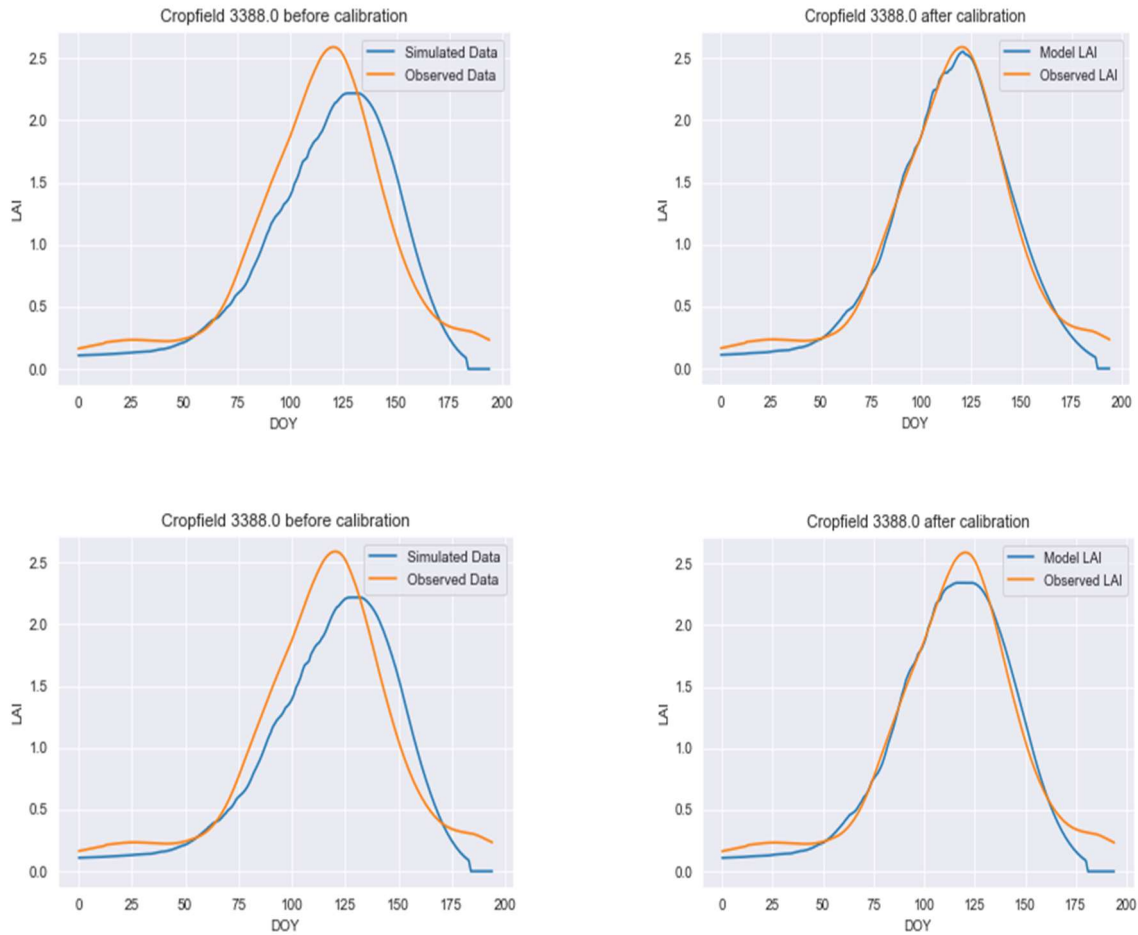 Cropfield 3388.0 before calibration
2.5
2.0
1.5
1.0
0.5
0.0
LAI
Simulated Data
Observed Data
0 25 50 75 100 125 150 175 200
DOY
Cropfield 3388.0 after calibration
2.5
2.0
1.5
1.0
0.5
0.0
LAI
Model LAI
Observed LAI
0 25 50 75 100 125 150 175 200
DOY
Cropfield 3388.0 before calibration
2.5
2.0
1.5
1.0
0.5
0.0
LAI
Simulated Data
Observed Data
0 25 50 75 100 125 150 175 200
DOY
Cropfield 3388.0 after calibration
2.5
2.0
1.5
1.0
0.5
0.0
LAI
Model LAI
Observed LAI
0 25 50 75 100 125 150 175 200
DOY